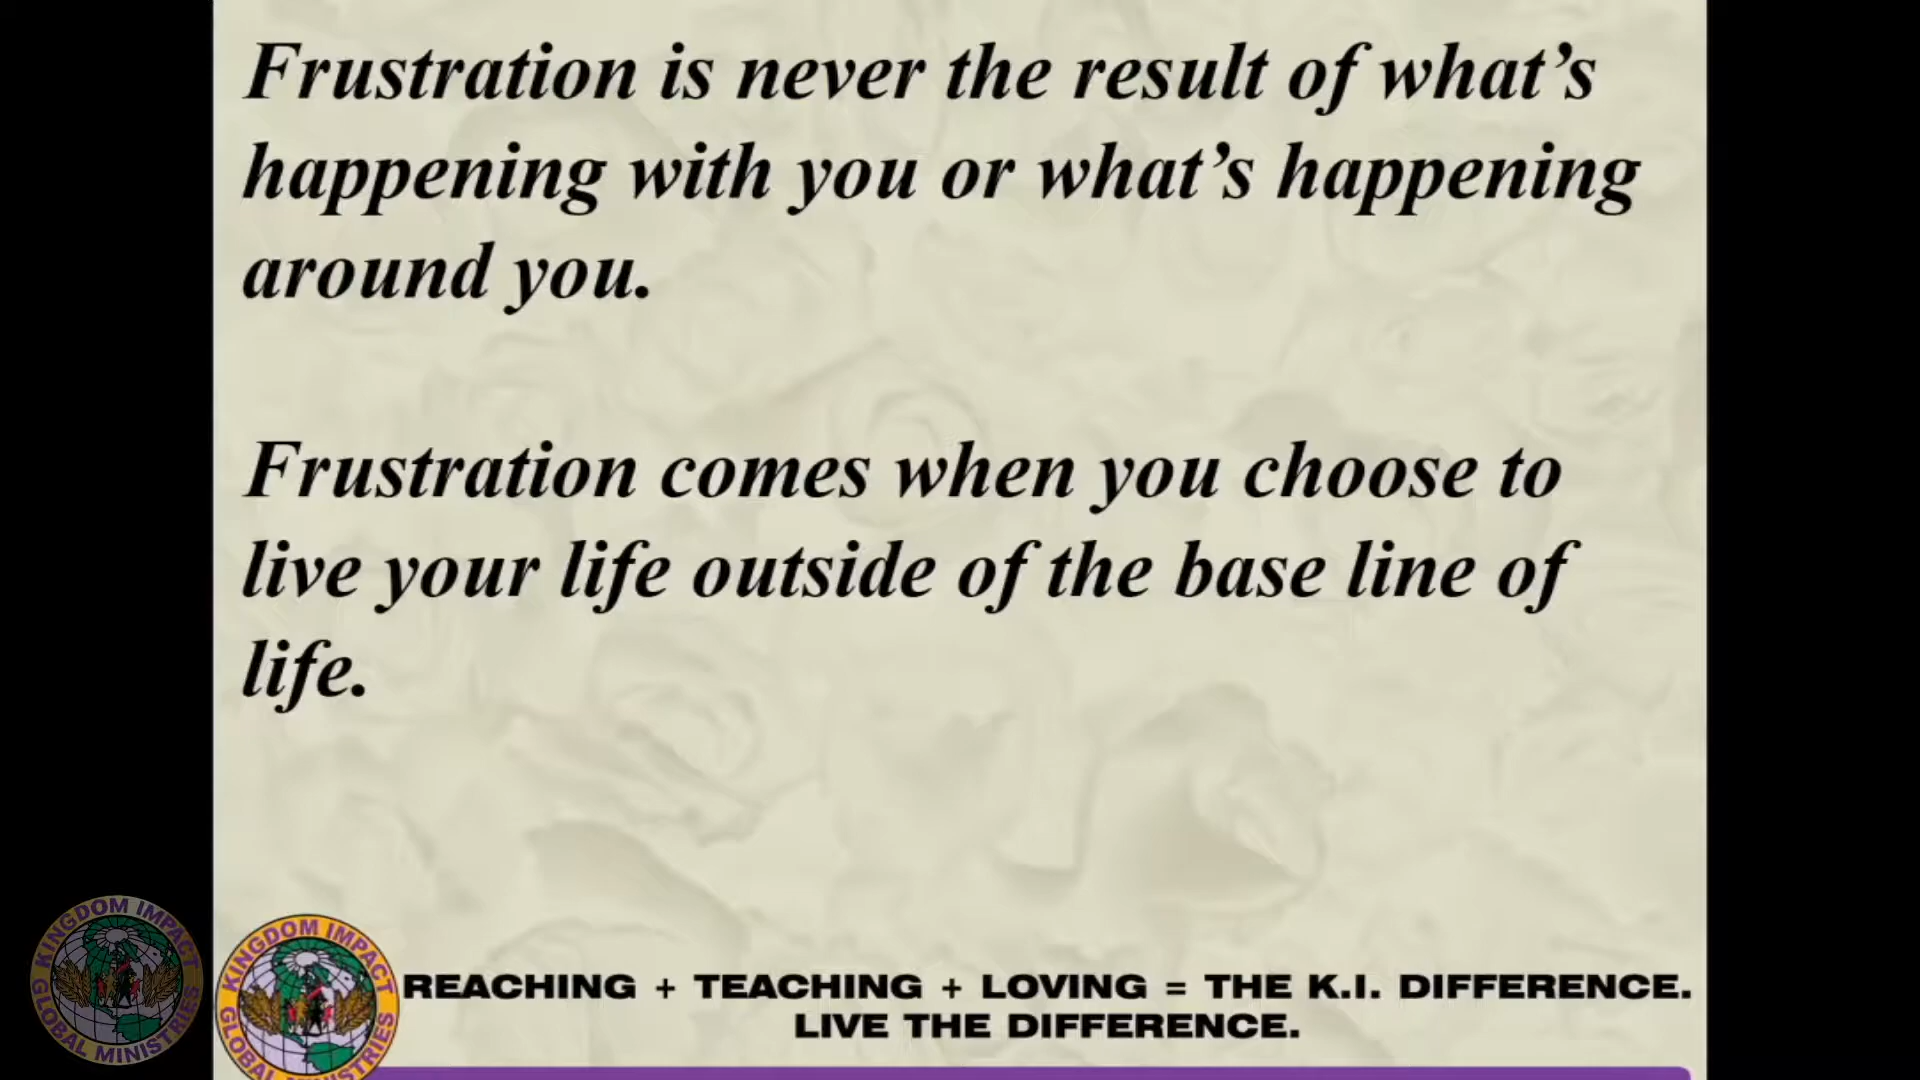 Frustration is never the result of what’s
happening with you or what’s happening
around you.
Frustration comes when you choose to
live your life outside of the base line of
life.
KINGDOM IMPACT
GLOBAL MINISTRIES
KINGDOM IMPACT
GLOBAL MINISTRIES
REACHING + TEACHING + LOVING = THE K.I. DIFFERENCE.
LIVE THE DIFFERENCE.